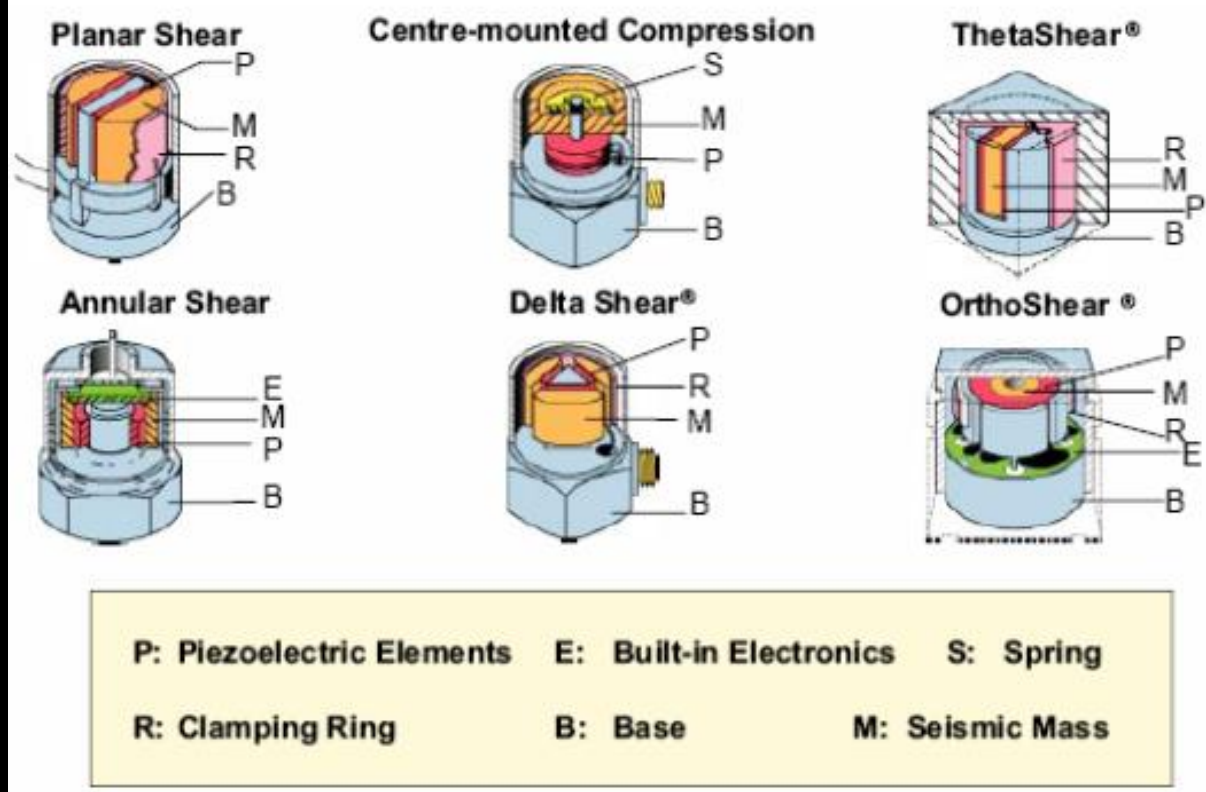 Planar Shear
Centre-mounted Compression
ThetaShear®
P
M
R
B
S
M
P
B
R
M
P
B
Annular Shear
Delta Shear®
OrthoShear ®
E
M
P
B
P
R
M
B
P
M
R
E
B
P: Piezoelectric Elements E: Built-in Electronics S: Spring
R: Clamping Ring B: Base M: Seismic Mass